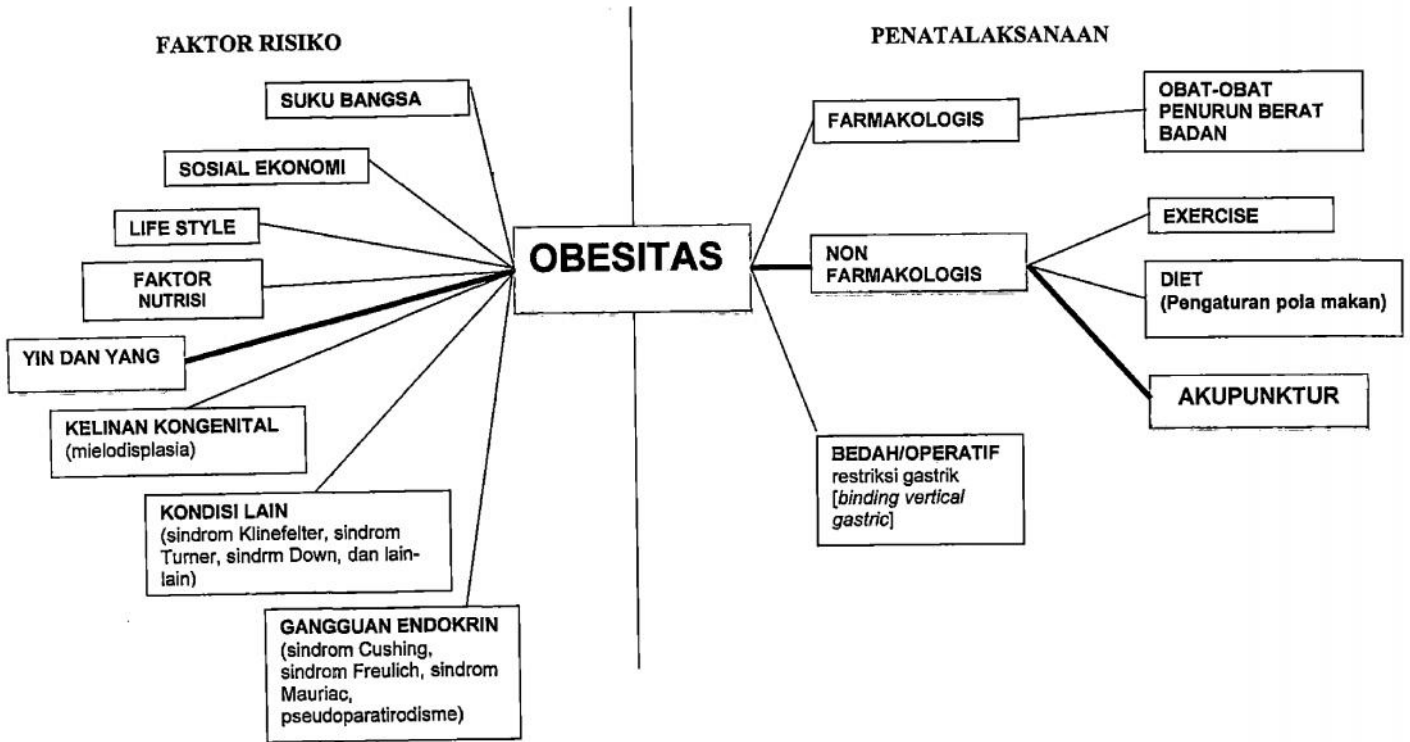 FAKTOR RISIKO
SUKU BANGSA
SOSIAL EKONOMI
LIFE STYLE
FAKTOR
NUTRISI
YIN DAN YANG
KELINAN KONGENITAL
(mielodisplasia)
KONDISI LAIN
(sindrom Klinefelter, sindrom
Turner, sindrm Down, dan lain-
lain)
GANGGUAN ENDOKRIN
(sindrom Cushing,
sindrom Freulich, sindrom
Mauriac,
pseudoparatirodisme)
OBESITAS
PENATALAKSANAAN
FARMAKOLOGIS
OBAT-OBAT
PENURUN BERAT
BADAN
NON
FARMAKOLOGIS
EXERCISE
DIET
(Pengaturan pola makan)
AKUPUNKTUR
BEDAH/OPERATIF
restriksi gastrik
[binding vertical
gastric]